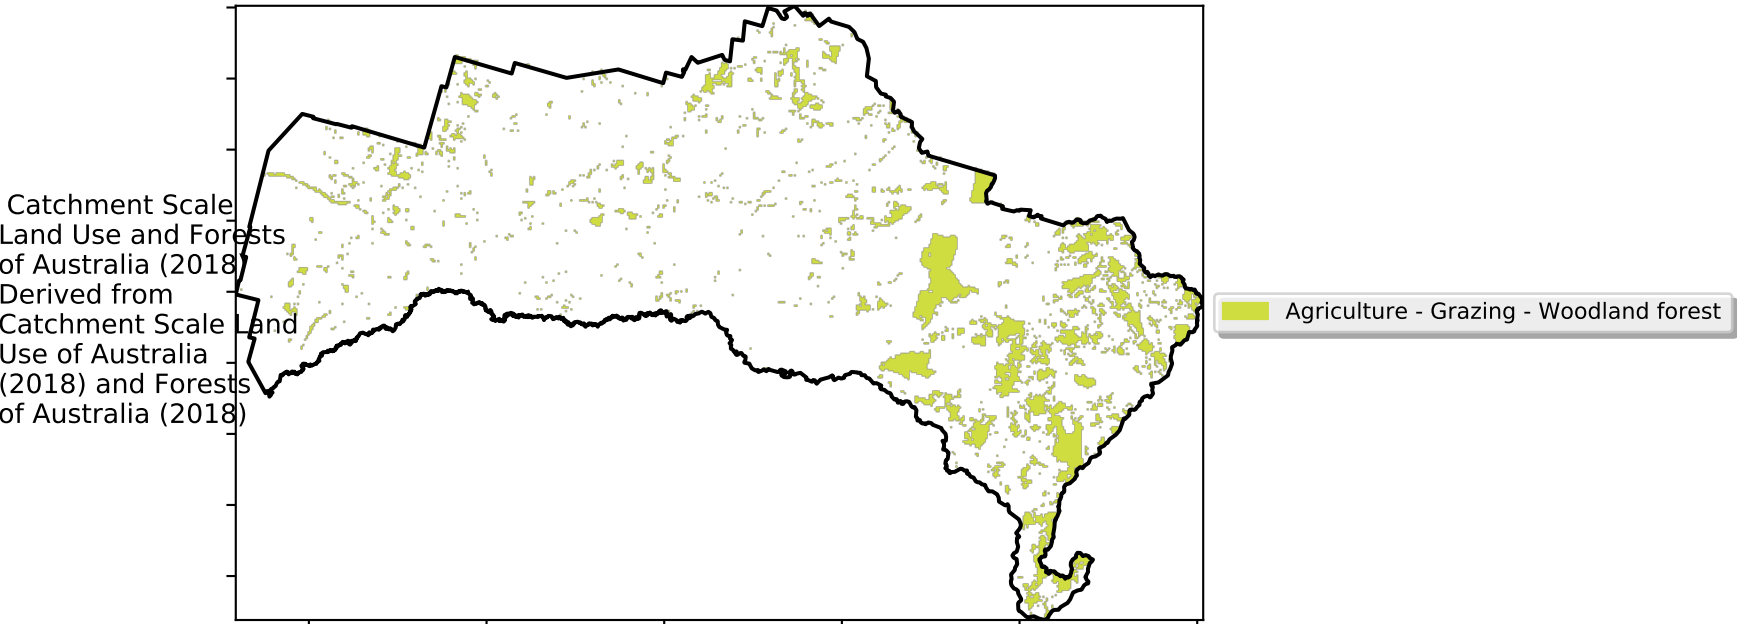 Catchment Scale
Land Use and Forests
of Australia (2018)
Derived from
Catchment Scale Land
Use of Australia
(2018) and Forests
of Australia (2018)
Agriculture - Grazing - Woodland forest